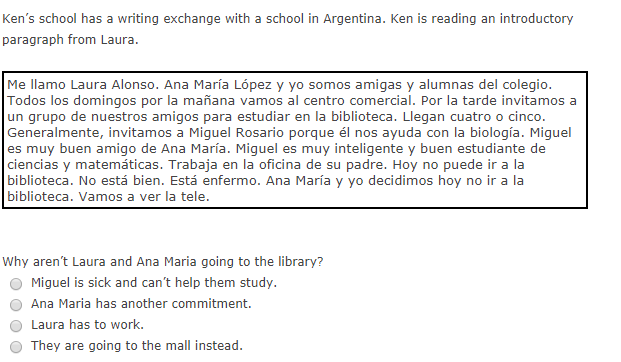 Ken's school has a writing exchange with a school in Argentina. Ken is reading an introductory
paragraph from Laura.
Me llamo Laura Alonso. Ana María López y yo somos amigas y alumnas del colegio.
Todos los domingos por la mañana vamos al centro comercial. Por la tarde invitamos a
un grupo de nuestros amigos para estudiar en la biblioteca. Llegan cuatro o cinco.
Generalmente, invitamos a Miguel Rosario porque él nos ayuda con la biología. Miguel
es muy buen amigo de Ana María. Miguel es muy inteligente y buen estudiante de
ciencias y matemáticas. Trabaja en la oficina de su padre. Hoy no puede ir a la
biblioteca. No está bien. Está enfermo. Ana María y yo decidimos hoy no ir a la
biblioteca. Vamos a ver la tele.
Why aren't Laura and Ana Maria going to the library?
Miguel is sick and can't help them study.
Ana Maria has another commitment.
Laura has to work.
They are going to the mall instead.